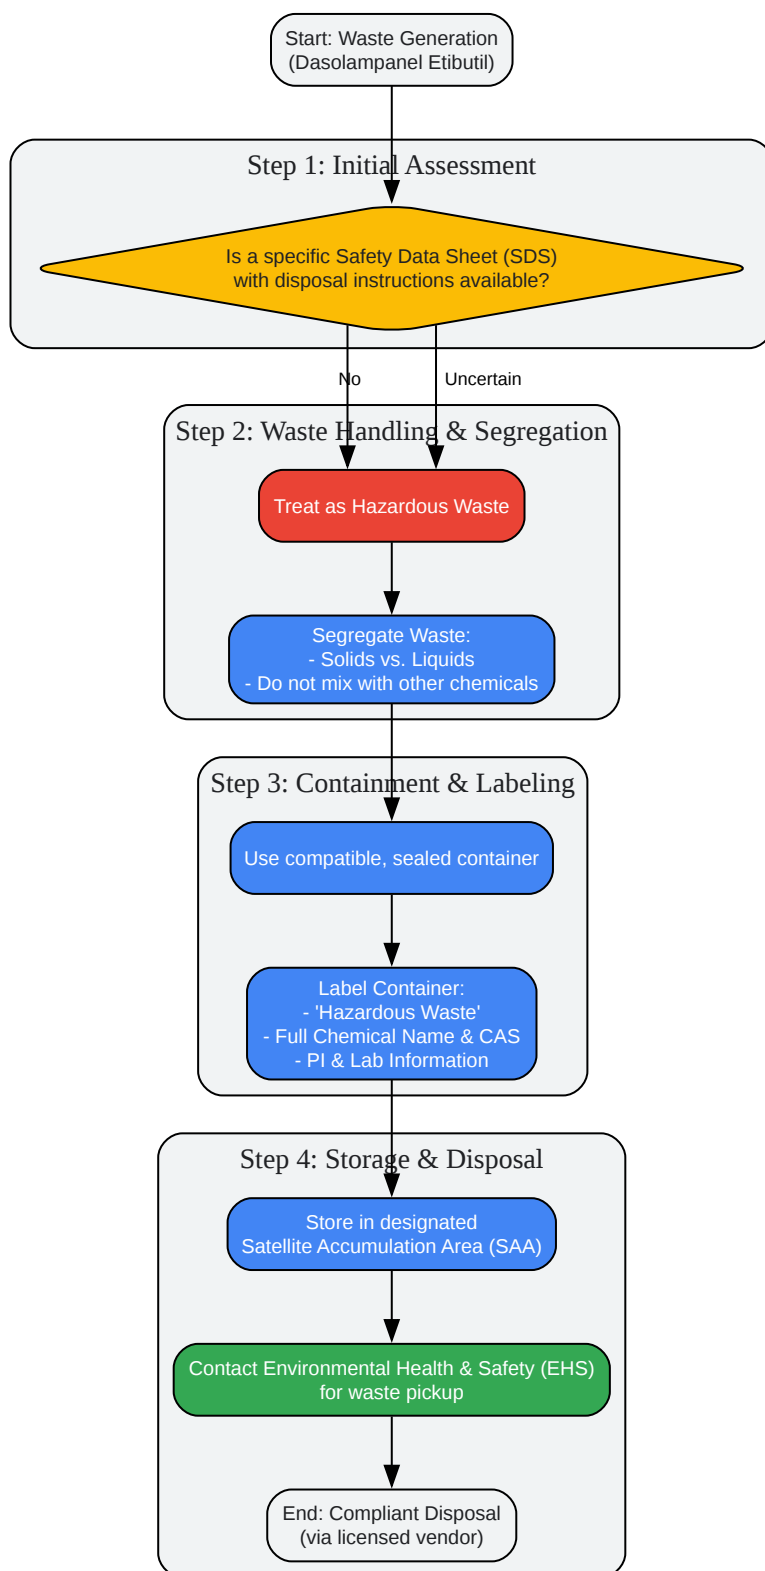 Start: Waste Generation
(Dasolampanel Etibutil)
Step 1: Initial Assessment
Is a specific Safety Data Sheet (SDS)
with disposal instructions available?
No
Uncertain
Step 2: Waste Handling & Segregation
Treat as Hazardous Waste
Segregate Waste:
- Solids vs. Liquids
- Do not mix with other chemicals
Step 3: Containment & Labeling
Use compatible, sealed container
Label Container:
- 'Hazardous Waste'
- Full Chemical Name & CAS
- PI & Lab Information
Step 4: Storage & Disposal
Store in designated
Satellite Accumulation Area (SAA)
Contact Environmental Health & Safety (EHS)
for waste pickup
End: Compliant Disposal
(via licensed vendor)